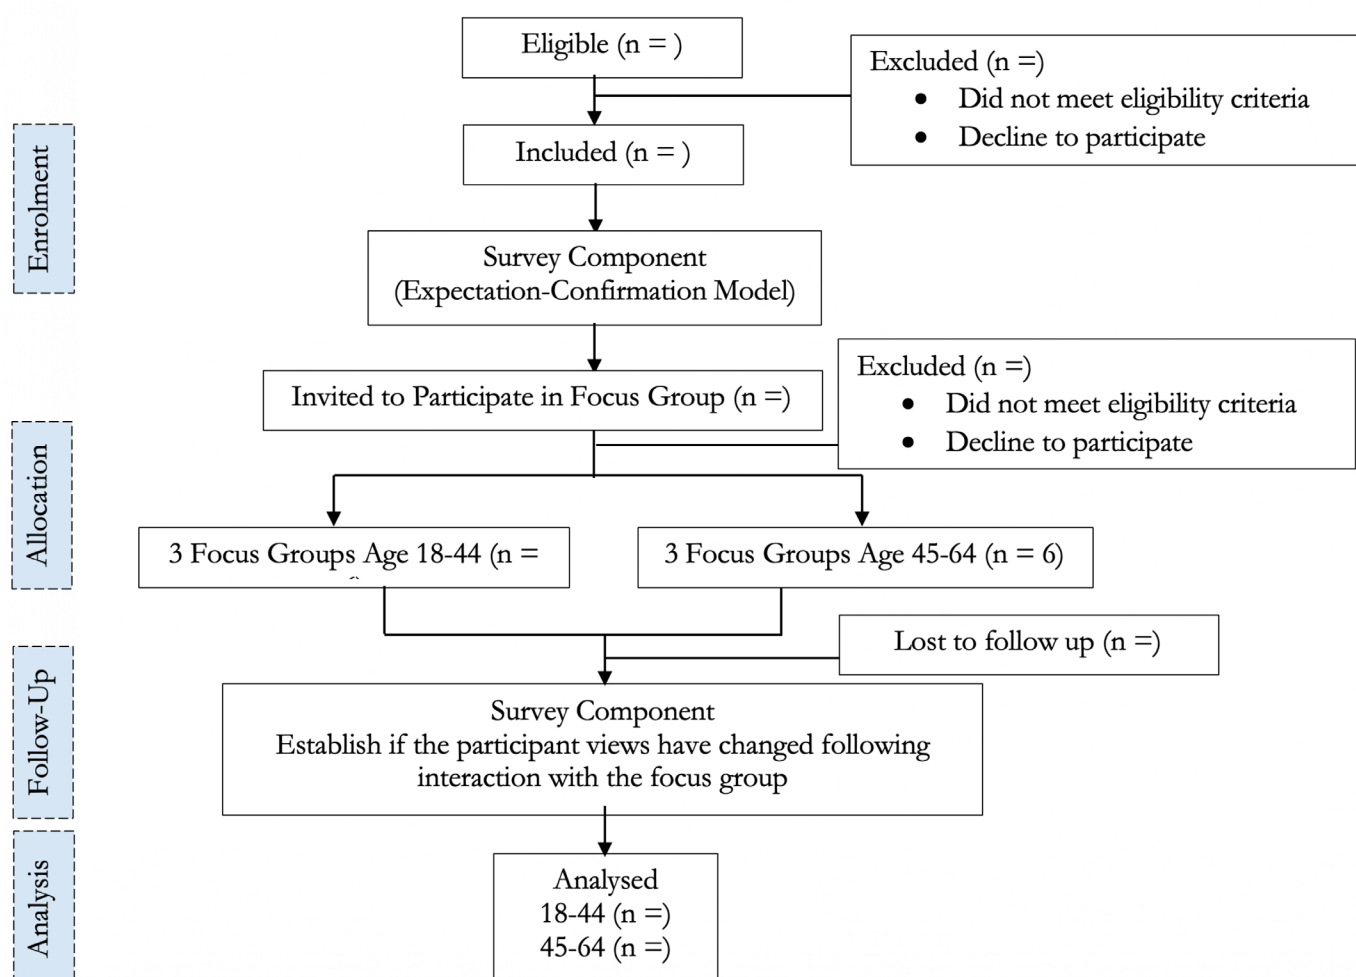 Eligible (n = )
Excluded (n =)
• Did not meet eligibility criteria
• Decline to participate
Enrolment
Included (n = )
Survey Component
(Expectation-Confirmation Model)
Invited to Participate in Focus Group (n =)
Excluded (n =)
• Did not meet eligibility criteria
• Decline to participate
Allocation
3 Focus Groups Age 18-44 (n =
3 Focus Groups Age 45-64 (n = 6)
Lost to follow up (n =)
Follow-Up
Survey Component
Establish if the participant views have changed following
interaction with the focus group
Analysis
Analysed
18-44 (n =)
45-64 (n =)